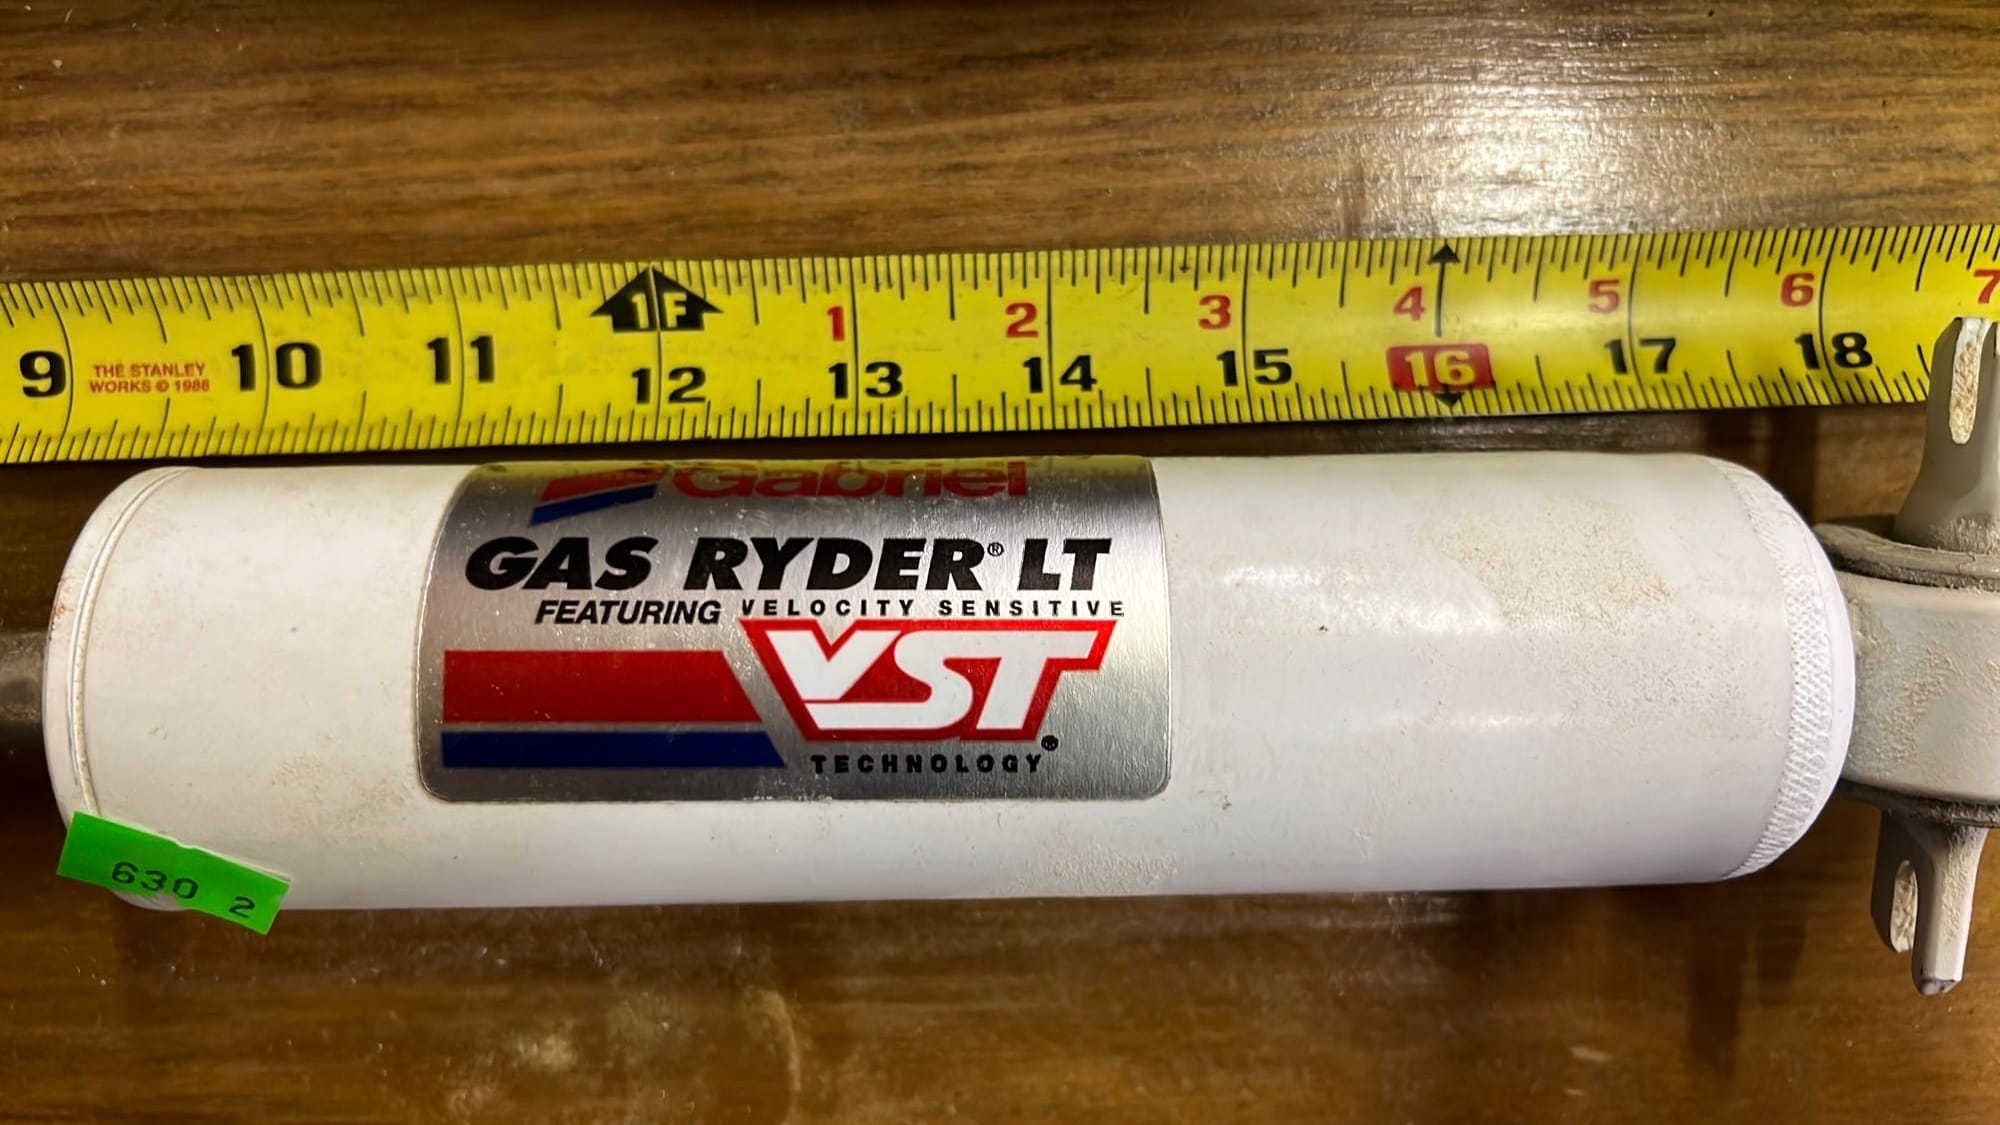 1F
1 2 3 4 5 6 7
9 THE STANLEY 10 11 12 13 14 15 16 17 18
WORKS © 1988
Gabriel
GAS RYDER® LT
FEATURING VELOCITY SENSITIVE
VST®
TECHNOLOGY
630 2